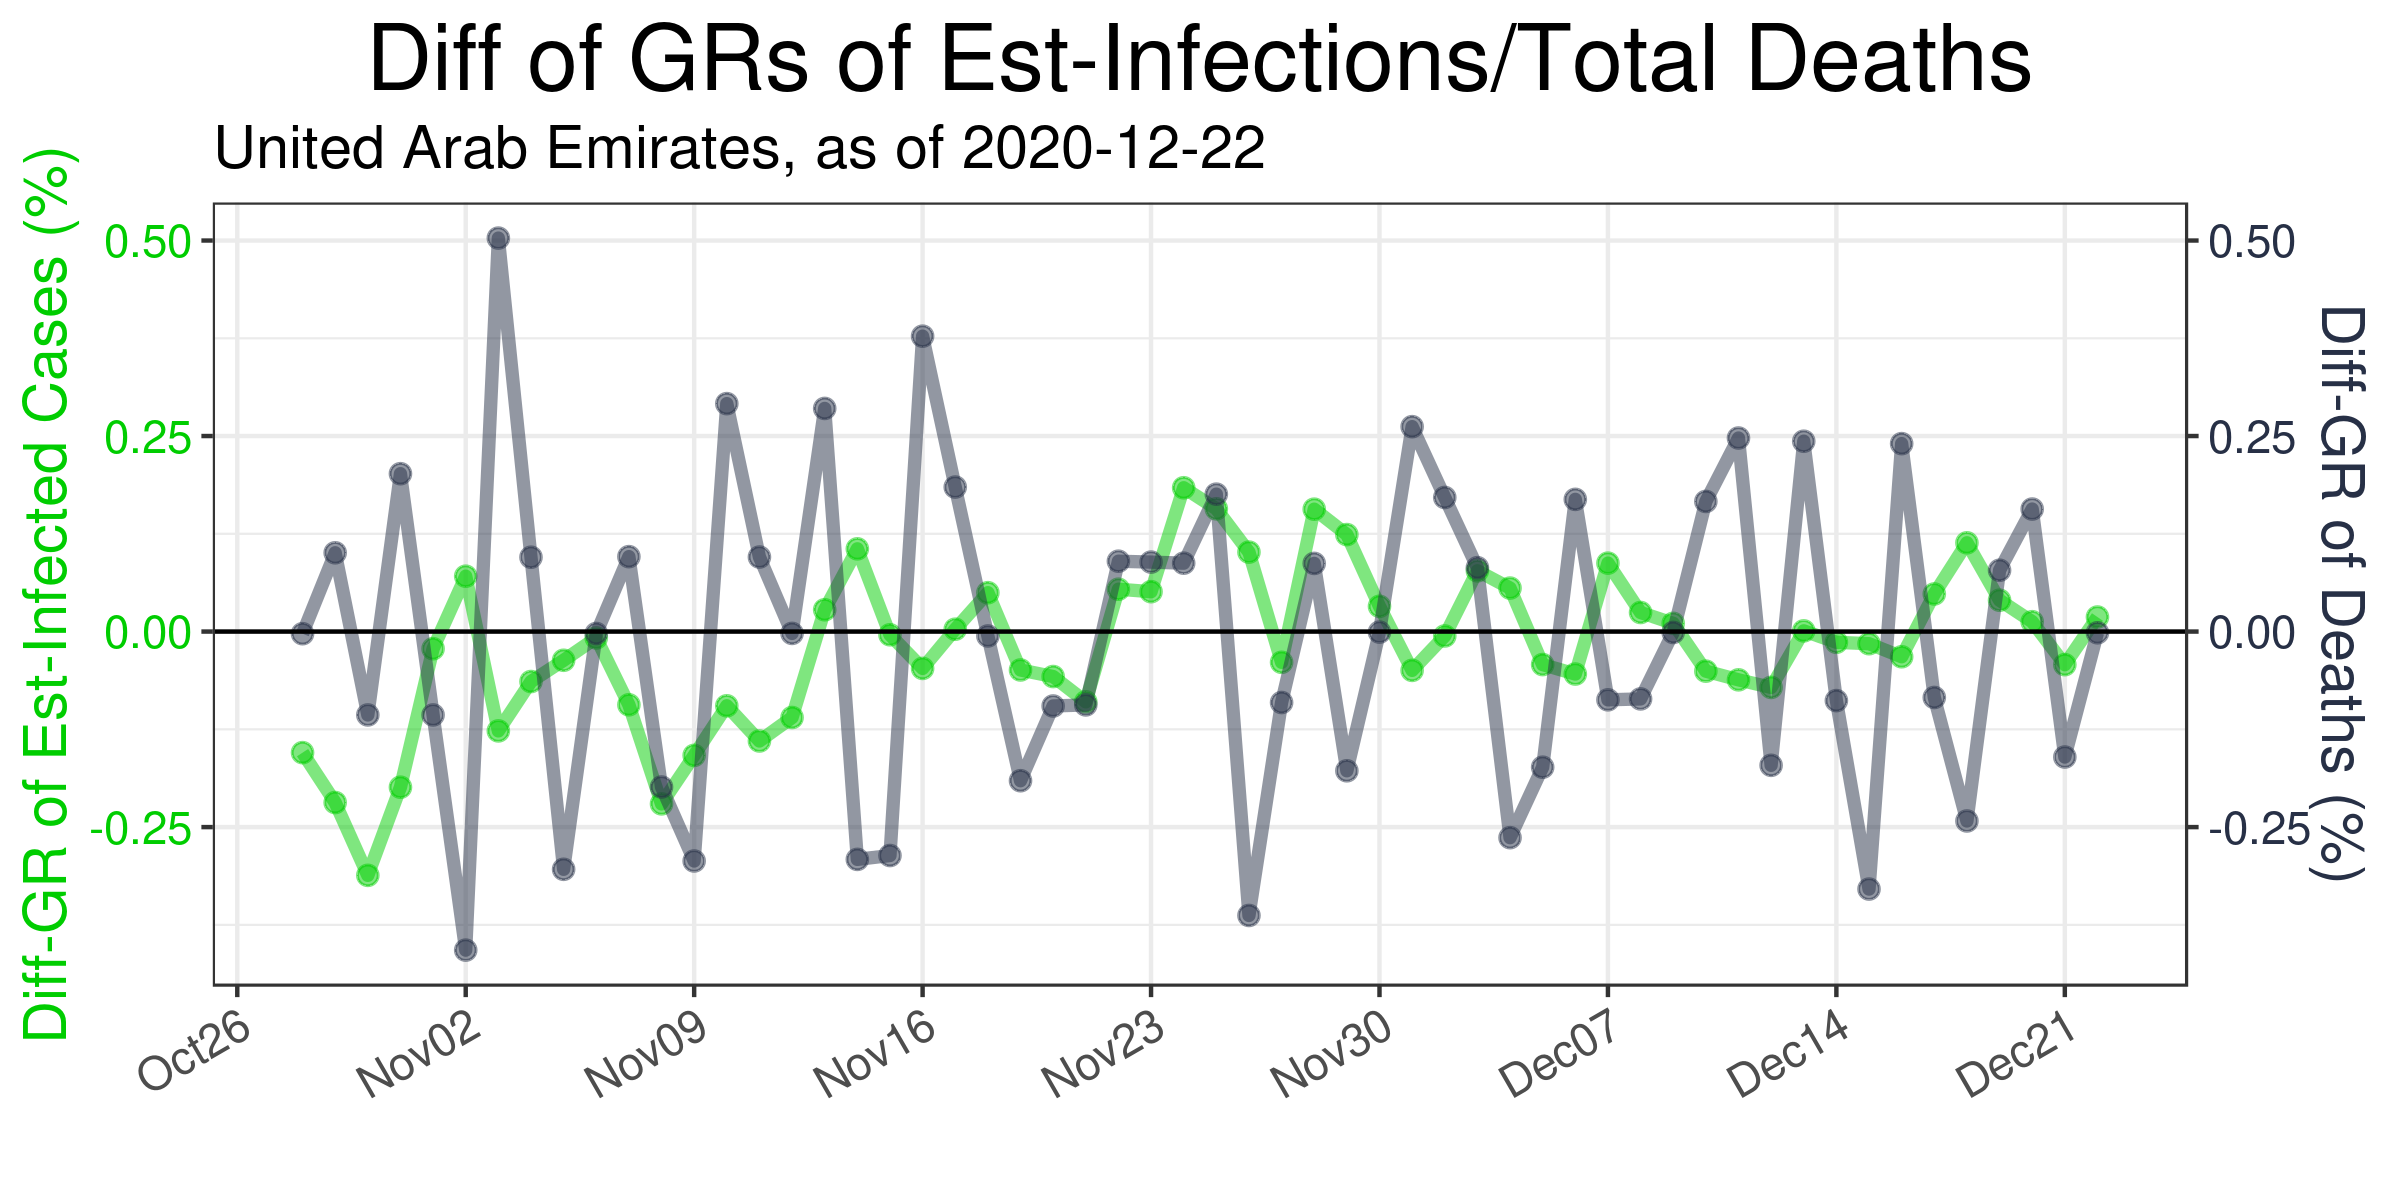 Diff of GRs of Est-Infections/Total Deaths
United Arab Emirates, as of 2020-12-22
Diff-GR of Est-Infected Cases (%)
0.50
0.25
0.00
-0.25
0.50
0.25
0.00
-0.25
Diff-GR of Deaths (%)
Oct26
Nov02
Nov09
Nov16
Nov23
Nov30
Dec07
Dec14
Dec21